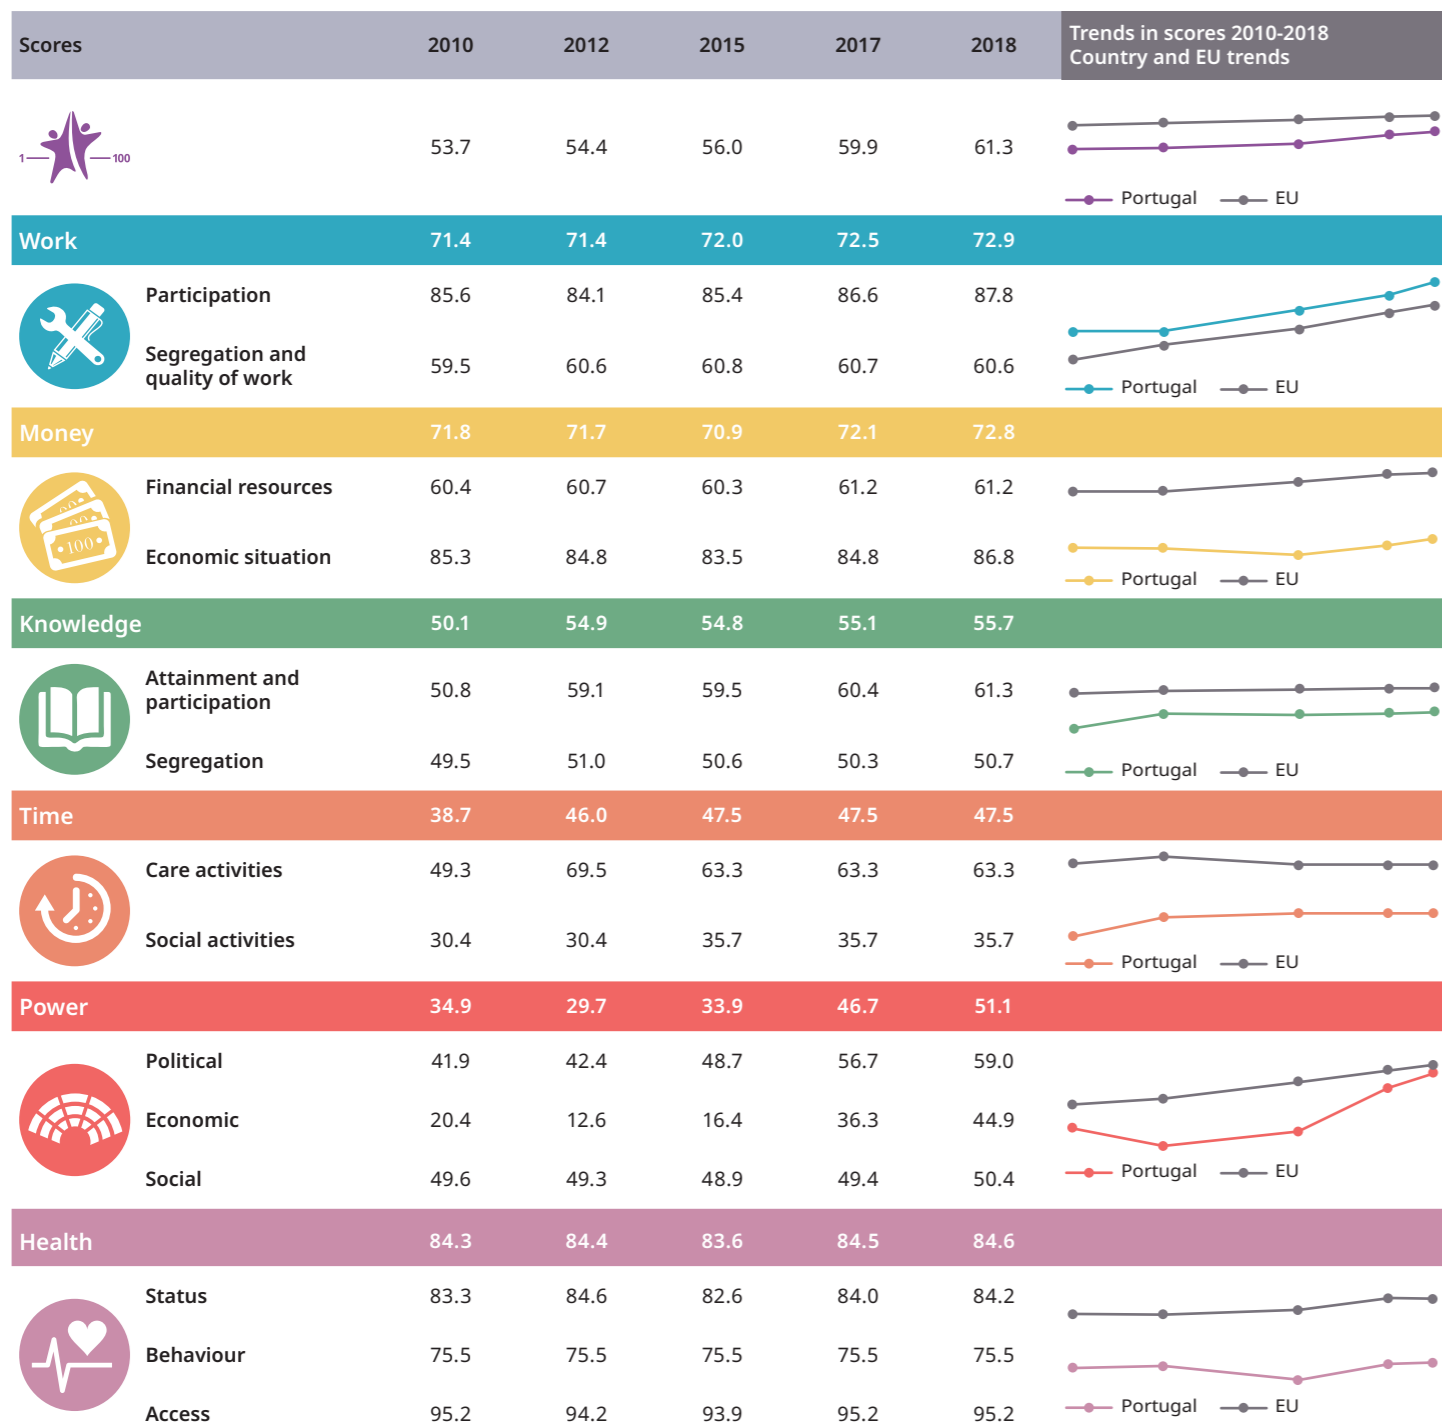 Scores 2010 2012 2015 2017 2018 Trends in scores 2010-2018
Country and EU trends
1 100 53.7 54.4 56.0 59.9 61.3
Portugal EU
Work 71.4 71.4 72.0 72.5 72.9
Participation 85.6 84.1 85.4 86.6 87.8
Segregation and
quality of work 59.5 60.6 60.8 60.7 60.6
Portugal EU
Money 71.8 71.7 70.9 72.1 72.8
Financial resources 60.4 60.7 60.3 61.2 61.2
100
Economic situation 85.3 84.8 83.5 84.8 86.8
Portugal EU
Knowledge 50.1 54.9 54.8 55.1 55.7
Attainment and
participation 50.8 59.1 59.5 60.4 61.3
Segregation 49.5 51.0 50.6 50.3 50.7
Portugal EU
Time 38.7 46.0 47.5 47.5 47.5
Care activities 49.3 69.5 63.3 63.3 63.3
Social activities 30.4 30.4 35.7 35.7 35.7
Portugal EU
Power 34.9 29.7 33.9 46.7 51.1
Political 41.9 42.4 48.7 56.7 59.0
Economic 20.4 12.6 16.4 36.3 44.9
Social 49.6 49.3 48.9 49.4 50.4
Portugal EU
Health 84.3 84.4 83.6 84.5 84.6
Status 83.3 84.6 82.6 84.0 84.2
Behaviour 75.5 75.5 75.5 75.5 75.5
Access 95.2 94.2 93.9 95.2 95.2
Portugal EU